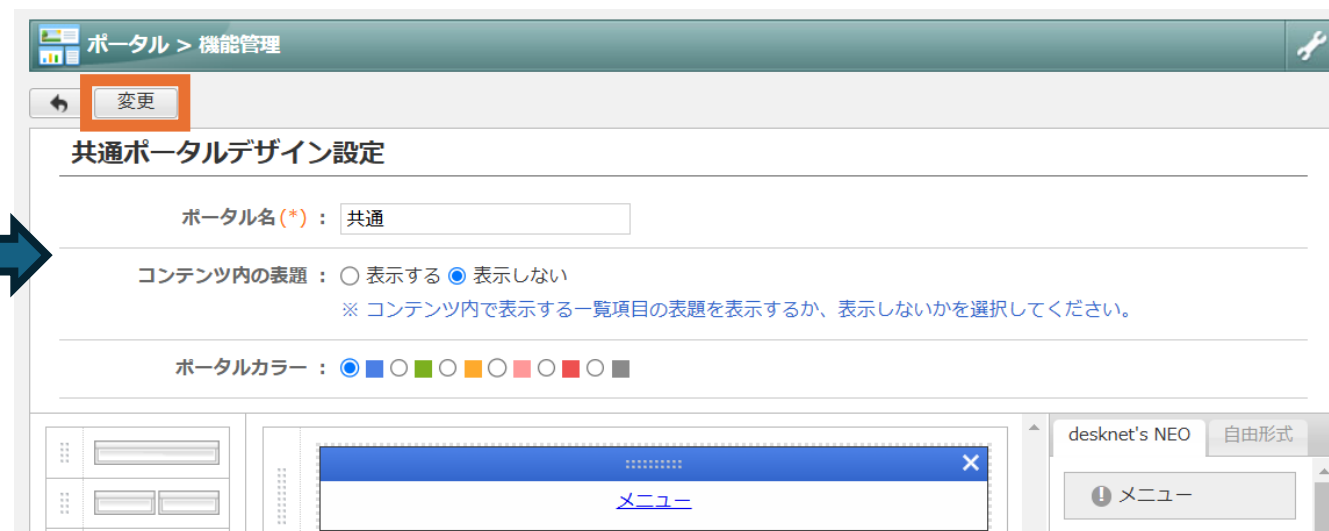 ポータル > 機能管理
変更
共通ポータルデザイン設定
ポータル名(*) : 共通
コンテンツ内の表題 : 表示する 表示しない
※ コンテンツ内で表示する一覧項目の表題を表示するか、表示しないかを選択してください。
ポータルカラー :
desknet's NEO 自由形式
メニュー
メニュー